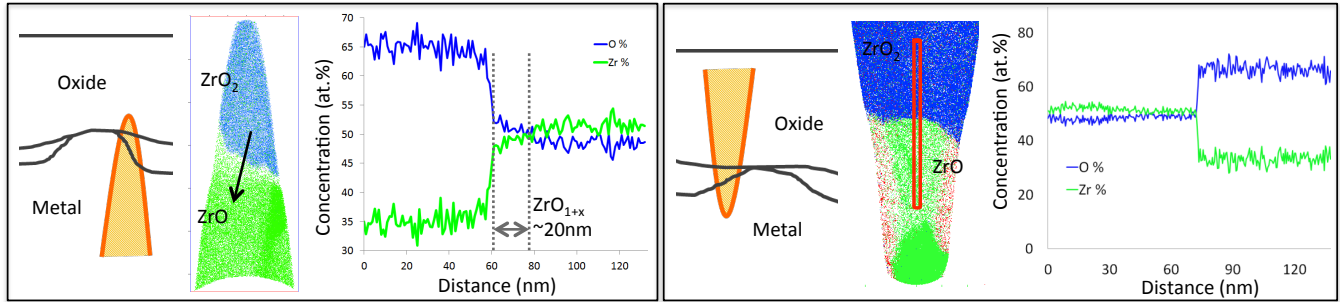 Oxide
Metal
ZrO2
ZrO
Concentration (at.%)
70
65
60
55
50
45
40
35
30
O %
Zr %
ZrO1+x
~20nm
0 20 40 60 80 100 120
Distance (nm)
Oxide
Metal
ZrO2
ZrO
Concentration (at.%)
80
60
40
20
0
O %
Zr %
0 30 60 90 120
Distance (nm)